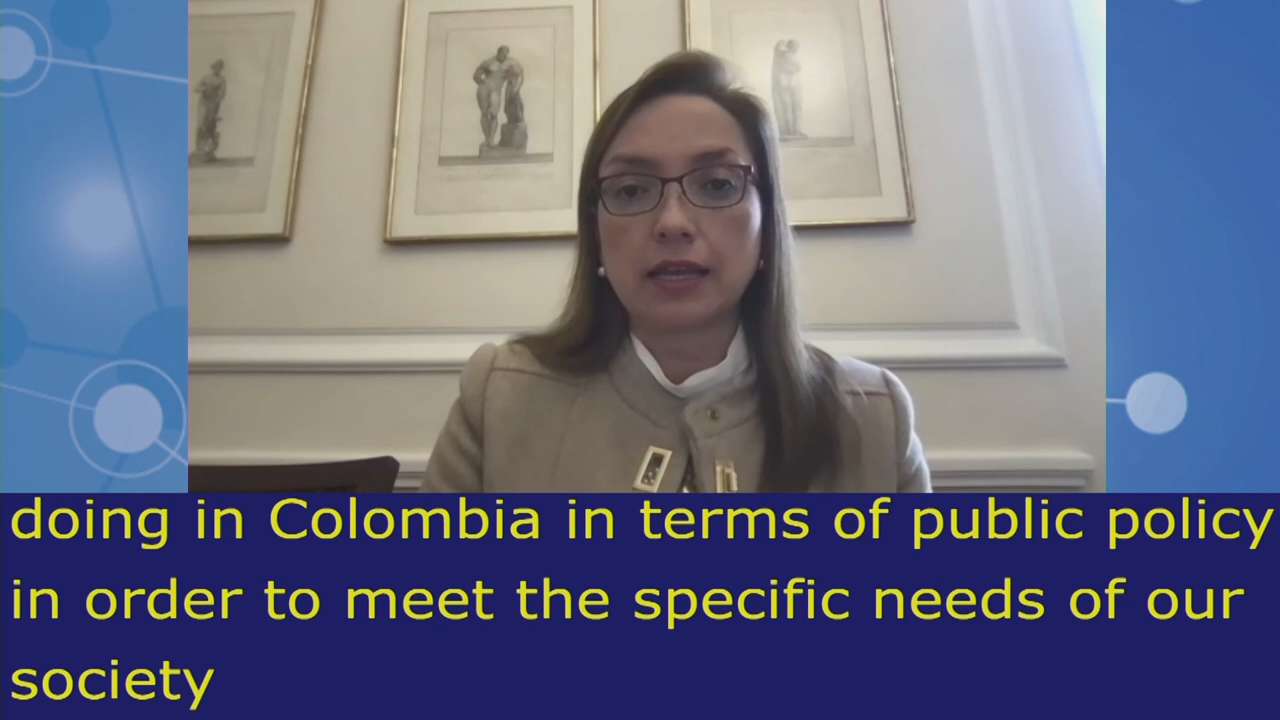 doing in Colombia in terms of public policy
in order to meet the specific needs of our
society